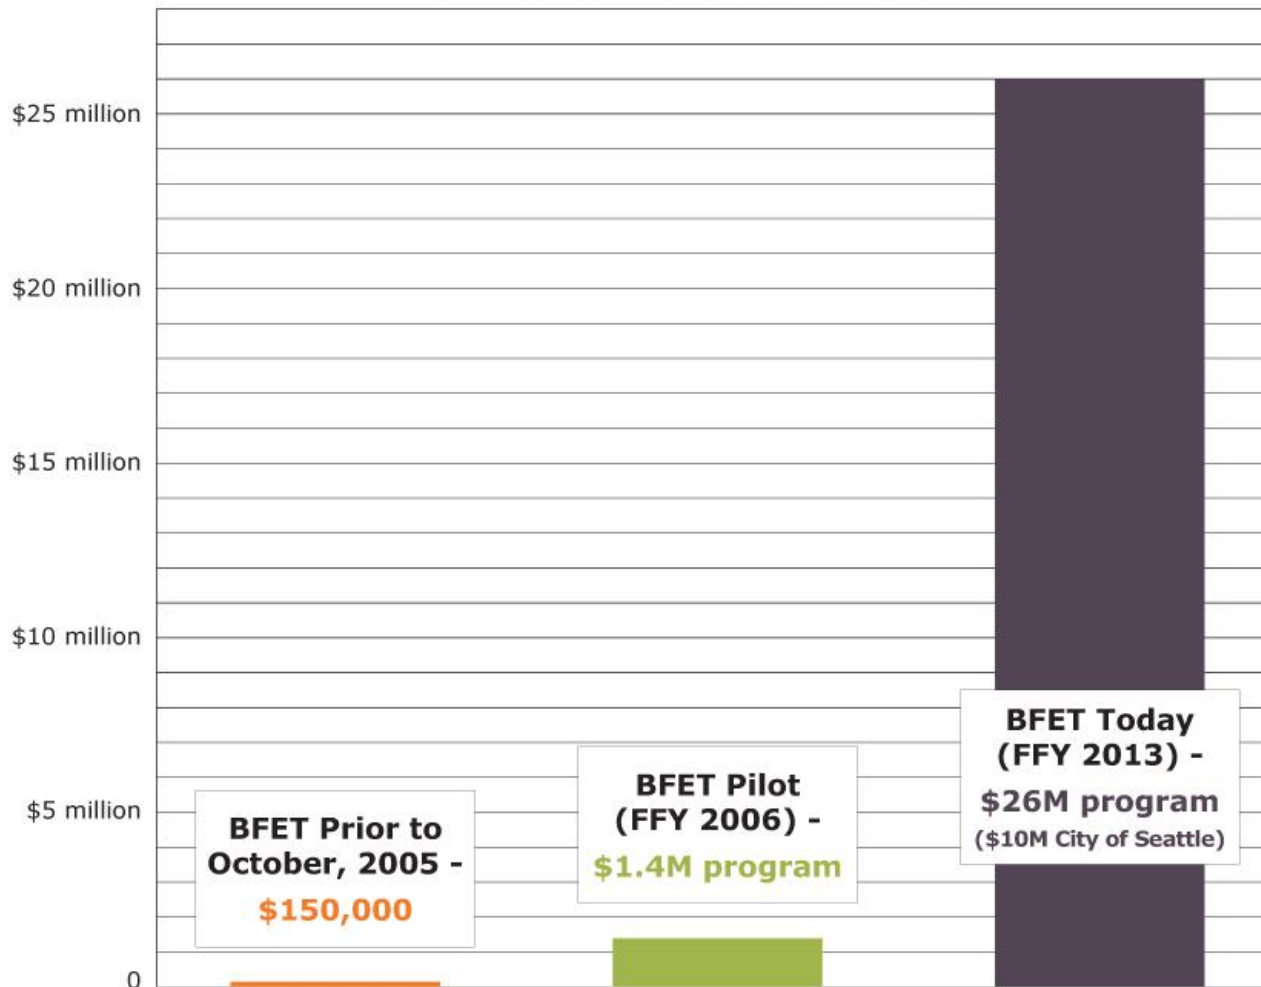 $25 million
$20 million
$15 million
$10 million
$5 million
0
BFET Prior to
October, 2005 -
$150,000
BFET Pilot
(FFY 2006) -
$1.4M program
BFET Today
(FFY 2013) -
$26M program
($10M City of Seattle)